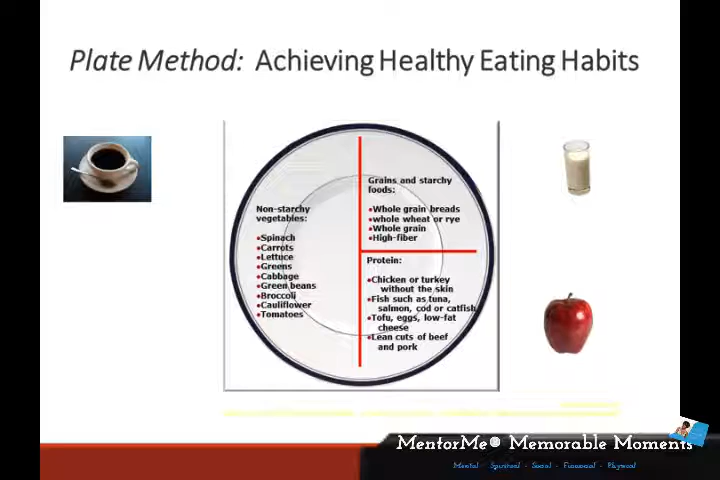 Plate Method: Achieving Healthy Eating Habits
Non-starchy
vegetables:
•Spinach
•Carrots
•Lettuce
•Greens
•Cabbage
•Green beans
•Broccoli
•Cauliflower
•Tomatoes
Grains and starchy
foods:
•Whole grain breads
•whole wheat or rye
•Whole grain
•High-fiber
Protein:
•Chicken or turkey
without the skin
•Fish such as tuna,
salmon, cod or catfish
•Tofu, eggs, low-fat
cheese
•Lean cuts of beef
and pork
MentorMe® Memorable Moments
Mental - Spiritual - Social - Financial - Physical